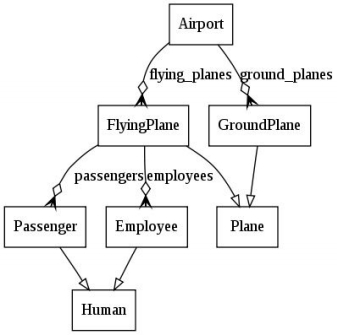 Airport
flying_planes
ground_planes
FlyingPlane
GroundPlane
passengers
employees
Passenger
Employee
Plane
Human